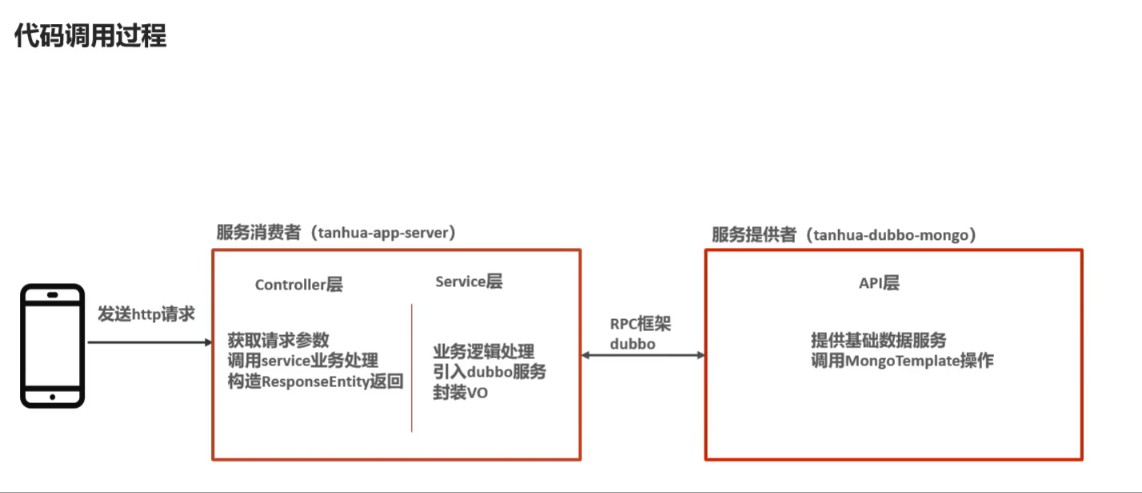 代码调用过程
服务消费者（tanhua-app-server）
服务提供者（tanhua-dubbo-mongo）
发送http请求
Controller层
获取请求参数
调用service业务处理
构造ResponseEntity返回
Service层
业务逻辑处理
引入dubbo服务
封装VO
RPC框架
dubbo
API层
提供基础数据服务
调用MongoTemplate操作